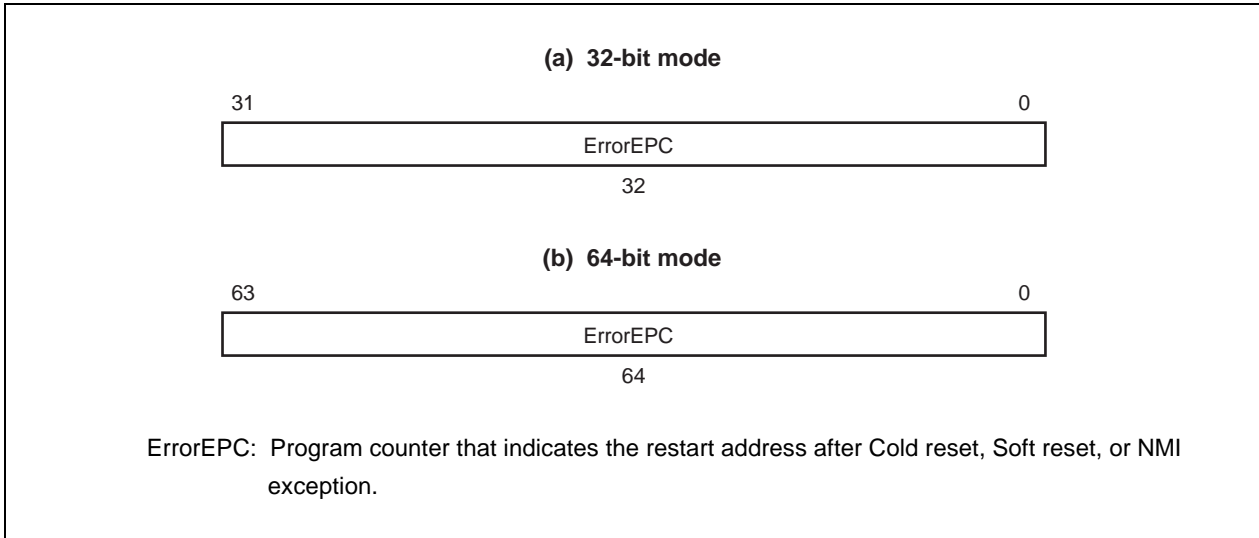 (a) 32-bit mode
31 0
ErrorEPC
32
(b) 64-bit mode
63 0
ErrorEPC
64
ErrorEPC: Program counter that indicates the restart address after Cold reset, Soft reset, or NMI
exception.